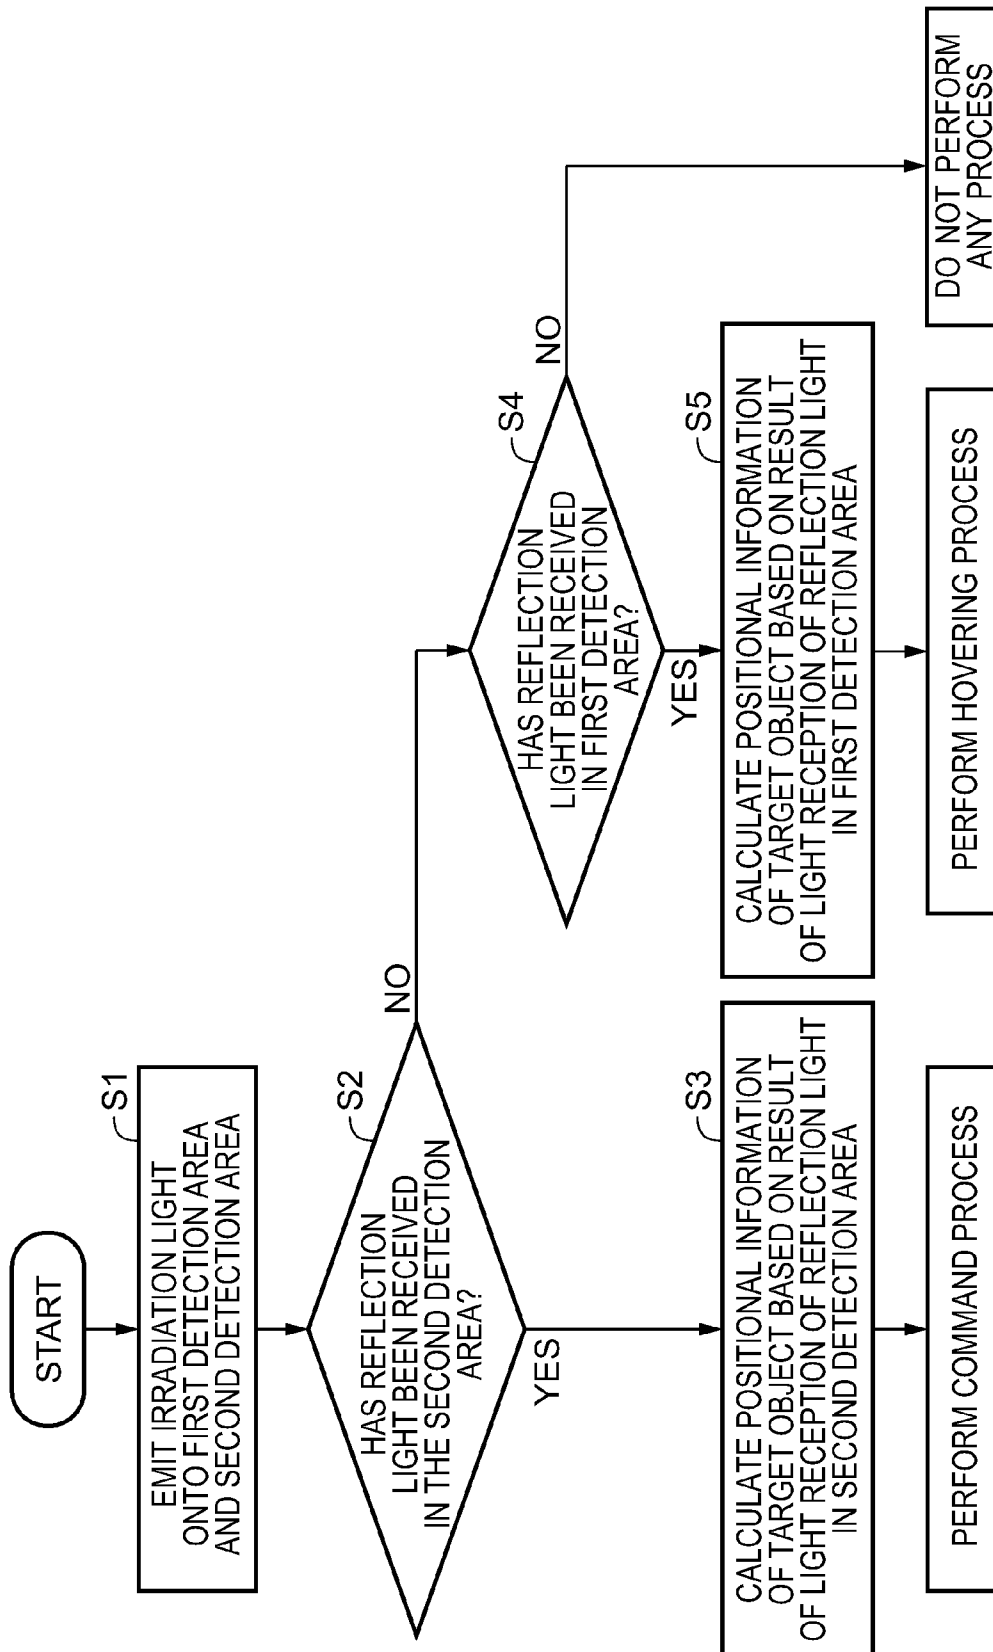 START
S1
EMIT IRRADIATION LIGHT
ONTO FIRST DETECTION AREA
AND SECOND DETECTION AREA
S2
HAS REFLECTION
LIGHT BEEN RECEIVED
IN THE SECOND DETECTION
AREA?
NO
YES
S4
HAS REFLECTION
LIGHT BEEN RECEIVED
IN FIRST DETECTION
AREA?
NO
YES
S3
CALCULATE POSITIONAL INFORMATION
OF TARGET OBJECT BASED ON RESULT
OF LIGHT RECEPTION OF REFLECTION LIGHT
IN SECOND DETECTION AREA
S5
CALCULATE POSITIONAL INFORMATION
OF TARGET OBJECT BASED ON RESULT
OF LIGHT RECEPTION OF REFLECTION LIGHT
IN FIRST DETECTION AREA
PERFORM COMMAND PROCESS
PERFORM HOVERING PROCESS
DO NOT PERFORM
ANY PROCESS